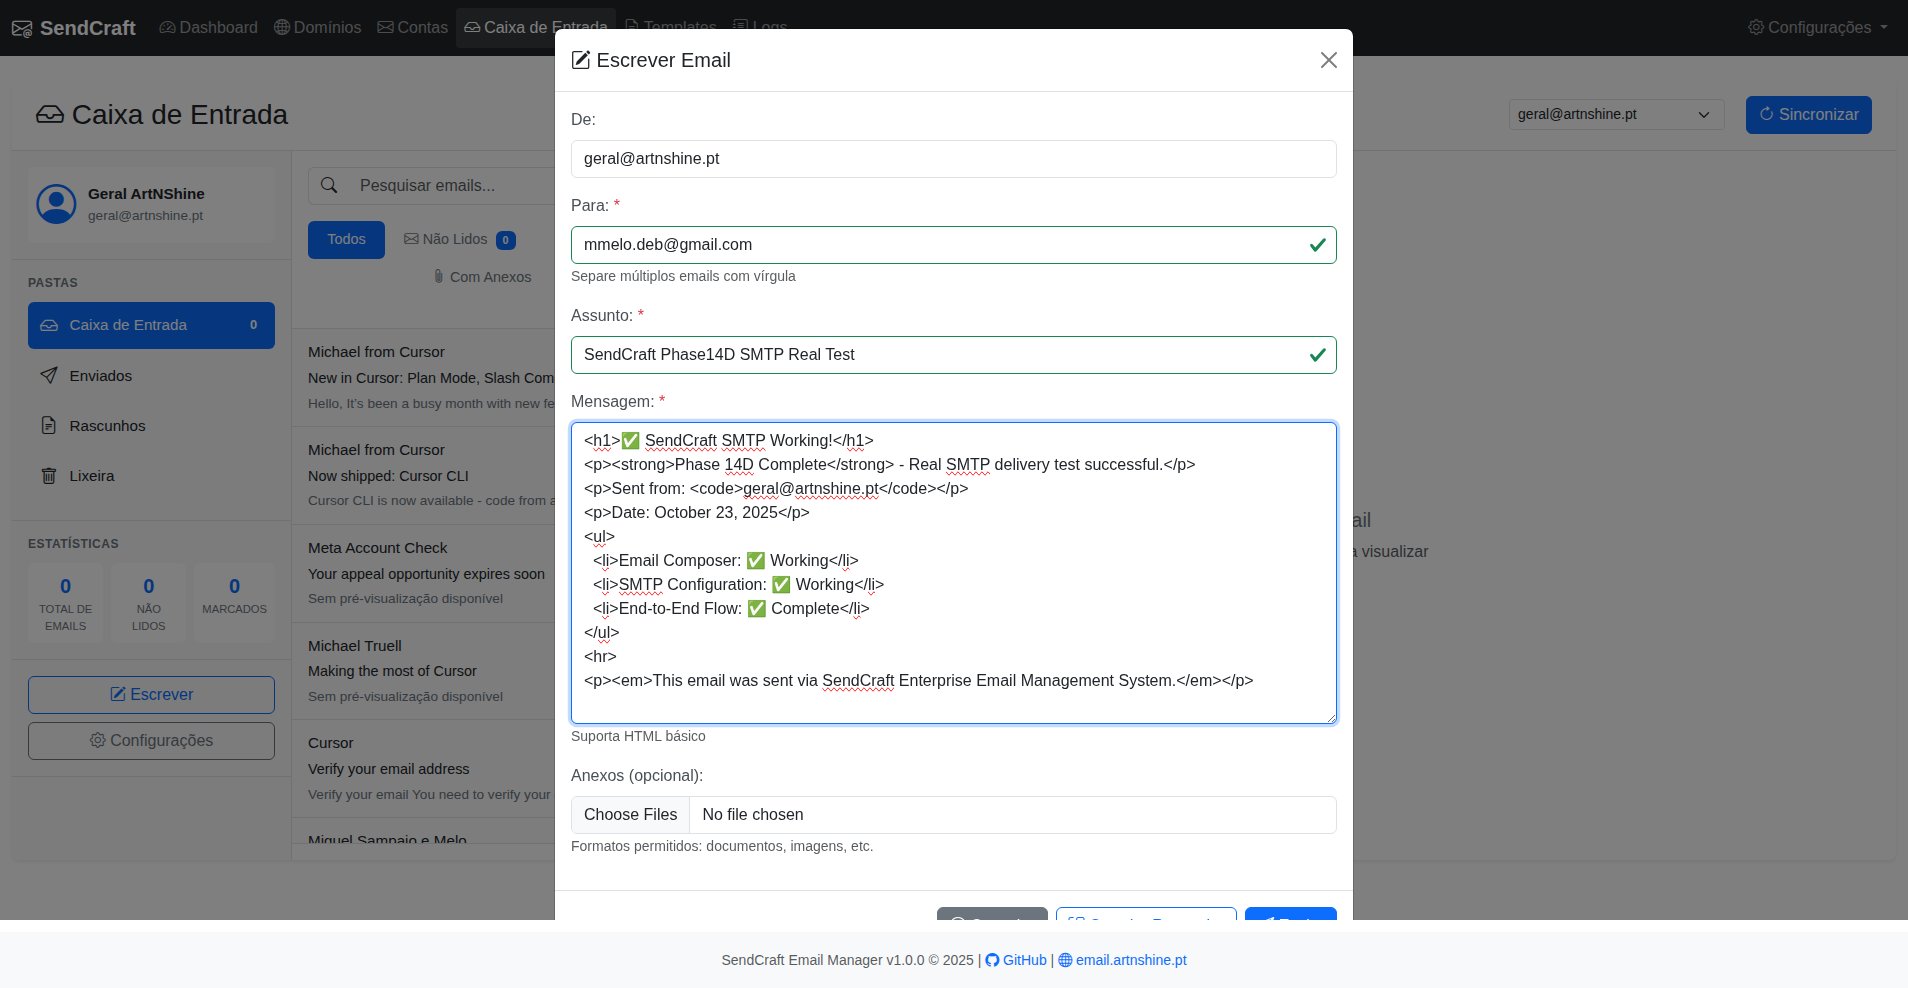 SendCraft
Dashboard
Domínios
Contas
Caixa de Entrada
Templates
Logs
Configurações
Caixa de Entrada
geral@artnshine.pt
Sincronizar
Geral ArtNShine
geral@artnshine.pt
PASTAS
Caixa de Entrada 0
Enviados
Rascunhos
Lixeira
ESTATÍSTICAS
0
TOTAL DE
EMAILS
0
NÃO
LIDOS
0
MARCADOS
Escrever
Configurações
Pesquisar emails...
Todos
Não Lidos 0
Com Anexos
Michael from Cursor
New in Cursor: Plan Mode, Slash Com
Hello, It's been a busy month with new fe
Michael from Cursor
Now shipped: Cursor CLI
Cursor CLI is now available - code from a
Meta Account Check
Your appeal opportunity expires soon
Sem pré-visualização disponível
Michael Truell
Making the most of Cursor
Sem pré-visualização disponível
Cursor
Verify your email address
Verify your email You need to verify your
Miguel Sampaio e Melo
ail
a visualizar
Escrever Email
De:
geral@artnshine.pt
Para: *
mmelo.deb@gmail.com
Separe múltiplos emails com vírgula
Assunto: *
SendCraft Phase14D SMTP Real Test
Mensagem: *
<h1>✅ SendCraft SMTP Working!</h1>
<p><strong>Phase 14D Complete</strong> - Real SMTP delivery test successful.</p>
<p>Sent from: <code>geral@artnshine.pt</code></p>
<p>Date: October 23, 2025</p>
<ul>
  <li>Email Composer: ✅ Working</li>
  <li>SMTP Configuration: ✅ Working</li>
  <li>End-to-End Flow: ✅ Complete</li>
</ul>
<hr>
<p><em>This email was sent via SendCraft Enterprise Email Management System.</em></p>
Suporta HTML básico
Anexos (opcional):
Choose Files No file chosen
Formatos permitidos: documentos, imagens, etc.
SendCraft Email Manager v1.0.0 © 2025 | GitHub | email.artnshine.pt